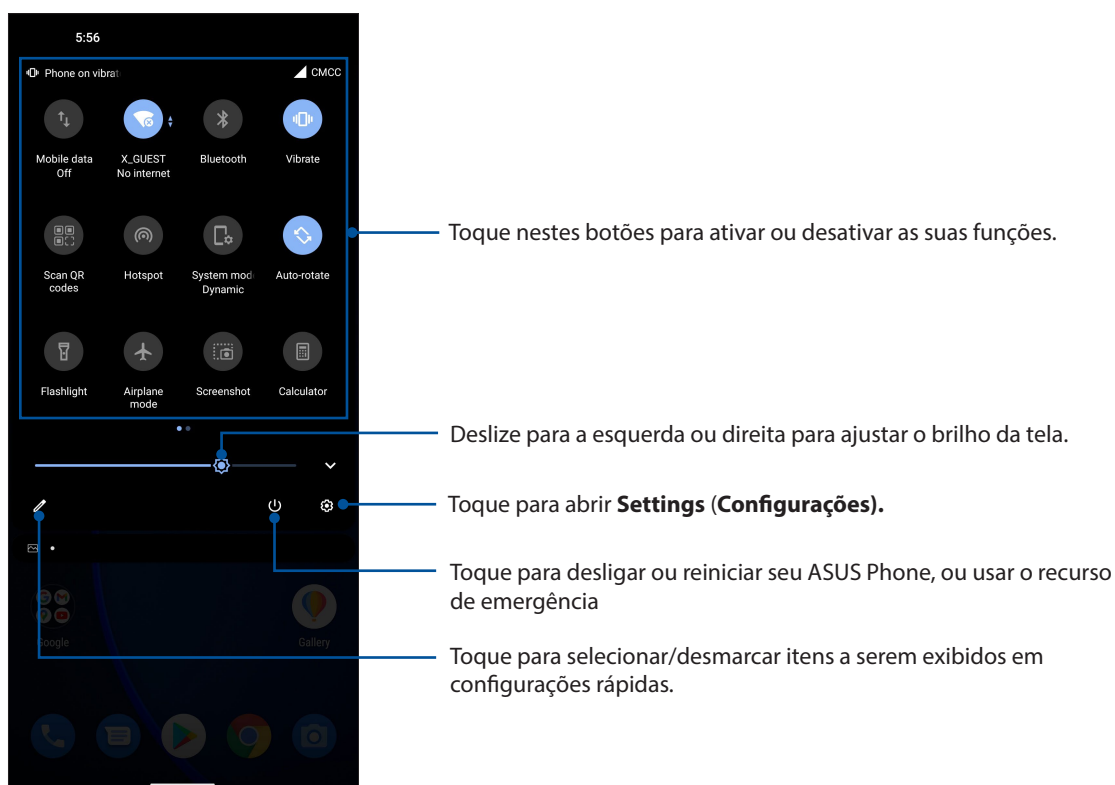 5:56
Phone on vibrat
CMCC
Mobile data
Off
X_GUEST
No internet
Bluetooth
Vibrate
Scan QR
codes
Hotspot
System mod
Dynamic
Auto-rotate
Flashlight
Airplane
mode
Screenshot
Calculator
Google
Gallery
Toque nestes botões para ativar ou desativar as suas funções.
Deslize para a esquerda ou direita para ajustar o brilho da tela.
Toque para abrir Settings (Configurações).
Toque para desligar ou reiniciar seu ASUS Phone, ou usar o recurso
de emergência
Toque para selecionar/desmarcar itens a serem exibidos em
configurações rápidas.